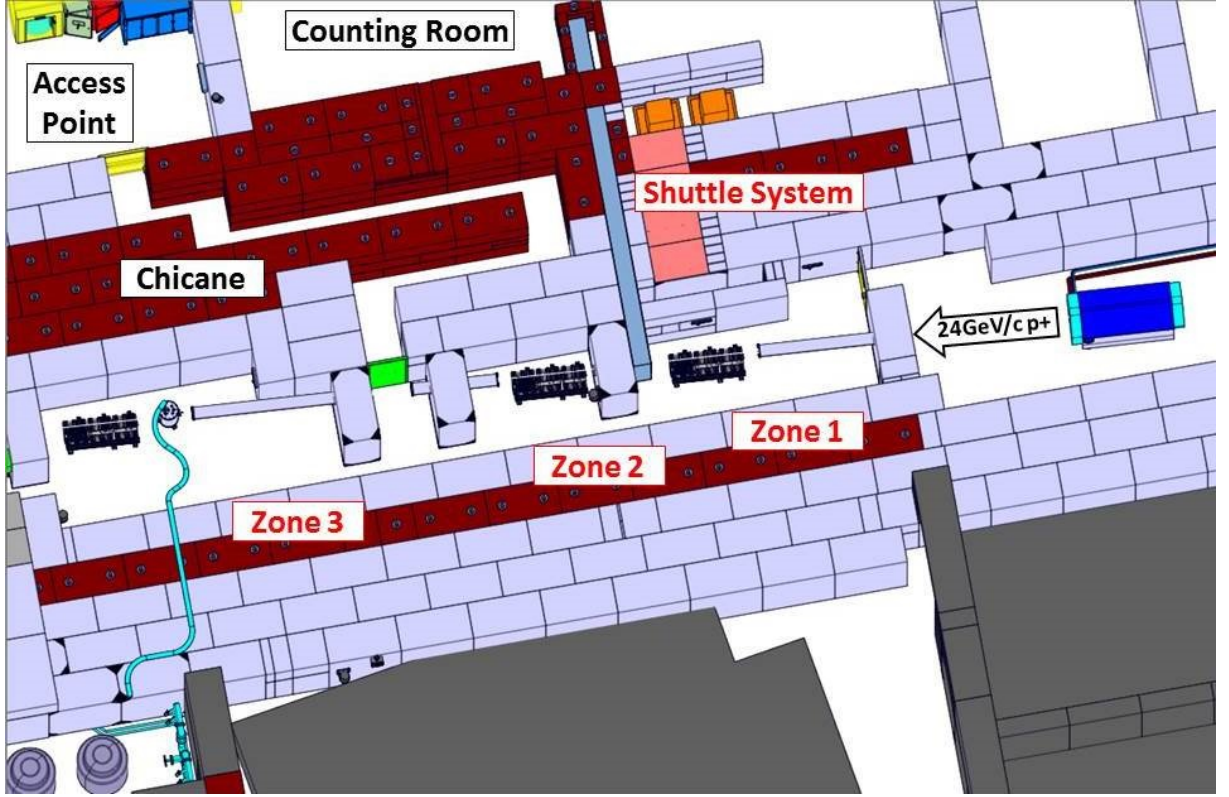 Counting Room
Access
Point
Shuttle System
Chicane
24GeV/c p+
Zone 1
Zone 2
Zone 3